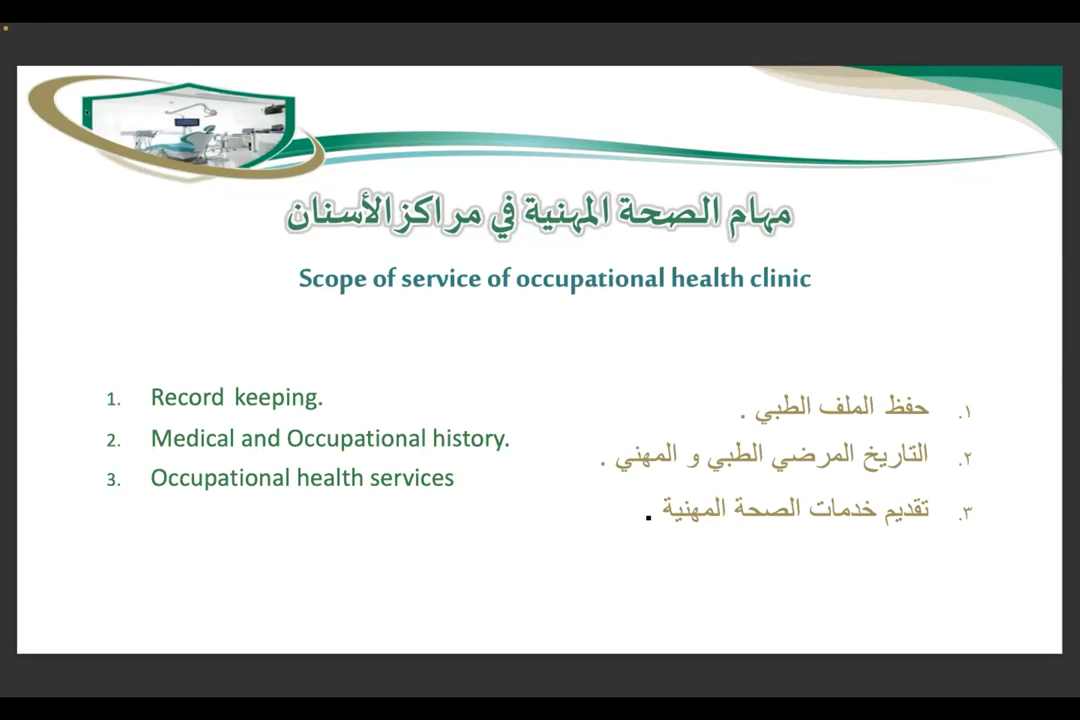 مهام الصحة المهنية في مراكز الأسنان
Scope of service of occupational health clinic
1. Record keeping.
2. Medical and Occupational history.
3. Occupational health services
١. حفظ الملف الطبي .
٢. التاريخ المرضي الطبي و المهني .
٣. تقديم خدمات الصحة المهنية .